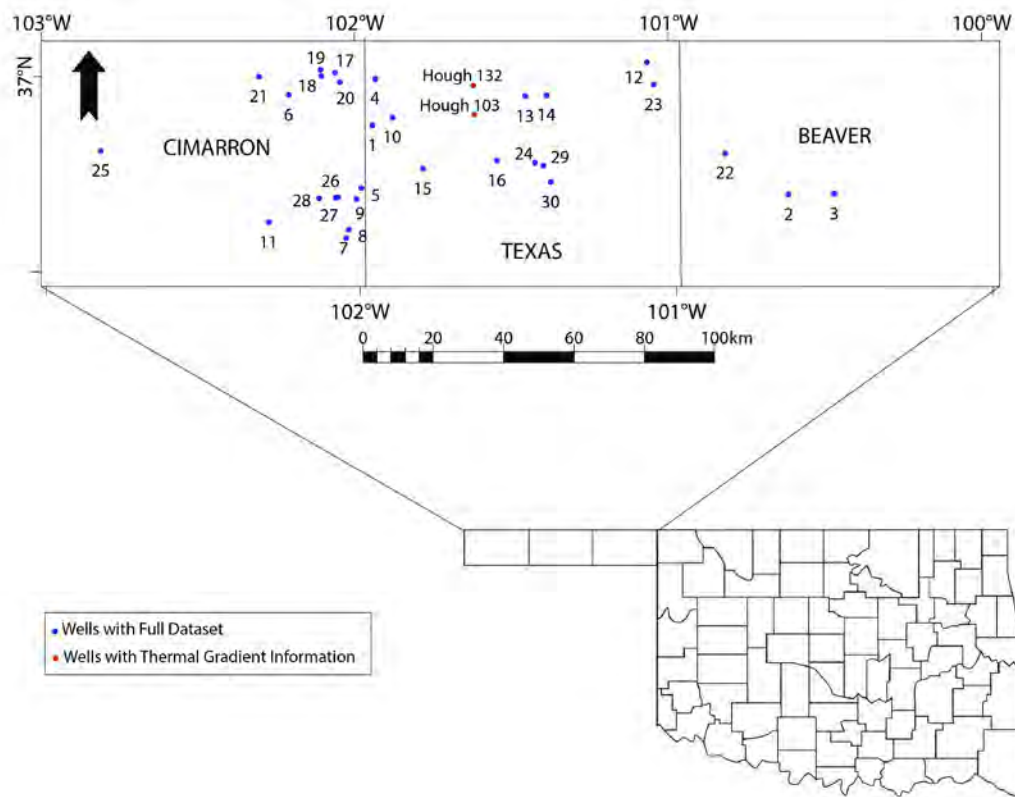 103°W 102°W 101°W 100°W
37°N
19 17
Hough 132
12
21 18 20 4
6 13 14 23
Hough 103
10
1
CIMARRON BEAVER
25 24 29 22
15 16
26 5 30
28 27 9 2 3
11 8
7
TEXAS
102°W 101°W
0 20 40 60 80 100km
Wells with Full Dataset
Wells with Thermal Gradient Information